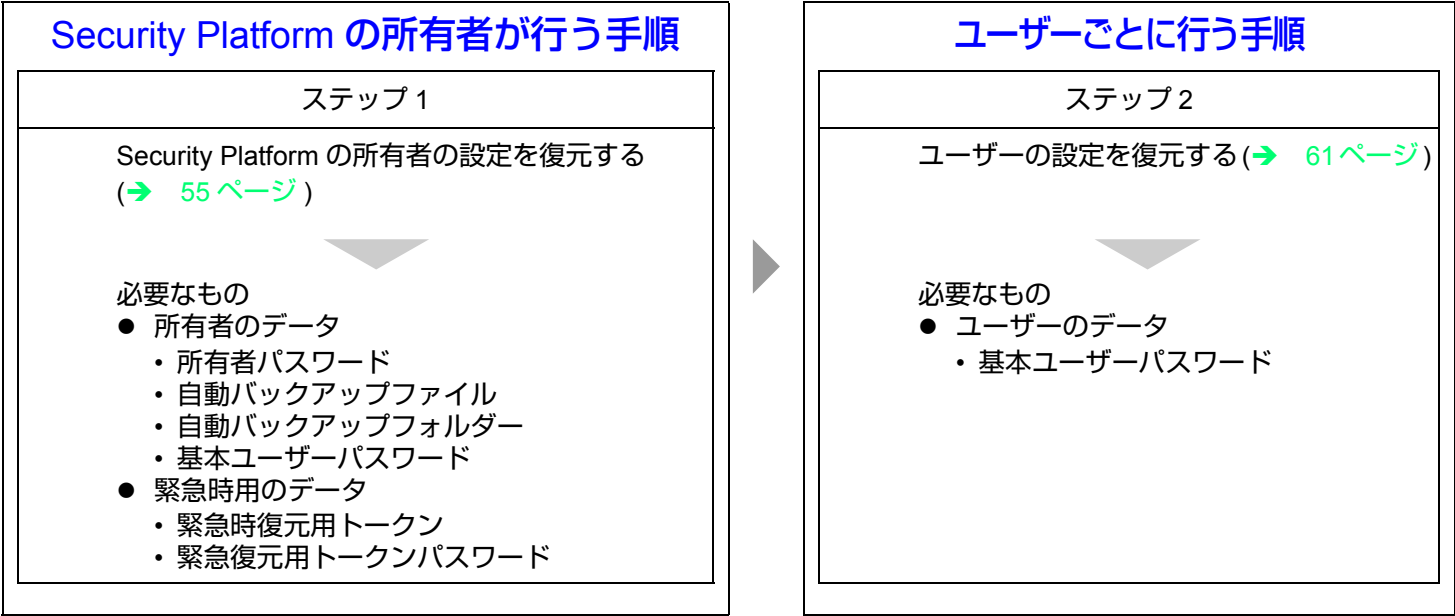 Security Platform の所有者が行う手順
ステップ 1
Security Platform の所有者の設定を復元する
(➔ 55 ページ )
必要なもの
● 所有者のデータ
・所有者パスワード
・自動バックアップファイル
・自動バックアップフォルダー
・基本ユーザーパスワード
● 緊急時用のデータ
・緊急時復元用トークン
・緊急復元用トークンパスワード
ユーザーごとに行う手順
ステップ 2
ユーザーの設定を復元する (➔ 61 ページ )
必要なもの
● ユーザーのデータ
・基本ユーザーパスワード